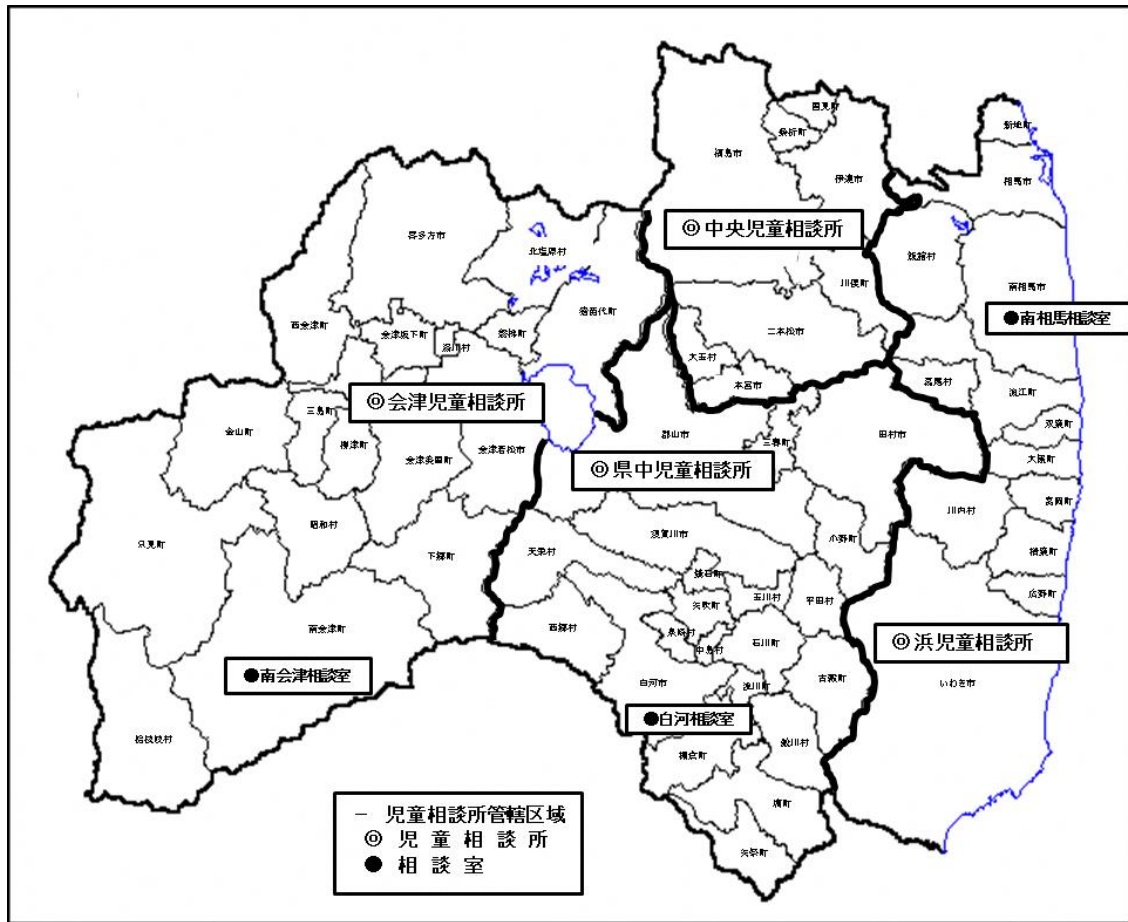 国見町
桑折町
新地町
福島市
伊達市
相馬市
◎中央児童相談所
喜多方市
北塩原村
飯舘村
川俣町
南相馬市
●南相馬相談室
猪苗代町
西会津町
会津坂下町
湯川村
磐梯町
二本松市
大玉村
本宮市
葛尾村
浪江町
双葉町
大熊町
◎会津児童相談所
三島町
金山町
柳津町
会津美里町
会津若松市
郡山市
三春町
田村市
◎県中児童相談所
富岡町
川内村
昭和村
只見町
下郷町
須賀川市
小野町
天栄村
楢葉町
鏡石町
玉川村
平田村
広野町
矢吹町
西郷村
泉崎村
中島村
石川町
南会津町
◎浜児童相談所
●南会津相談室
白河市
浅川町
古殿町
いわき市
●白河相談室
檜枝岐村
棚倉町
鮫川村
塙町
矢祭町
― 児童相談所管轄区域
◎ 児童相談所
● 相談室